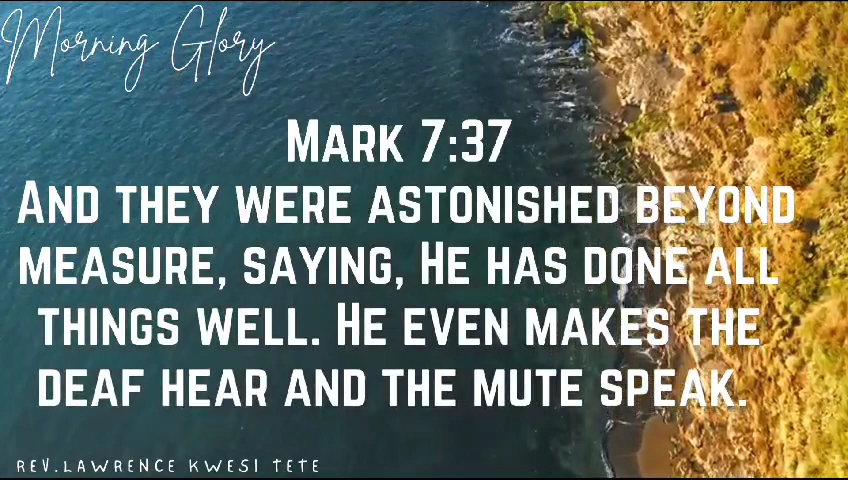 Morning Glory
Mark 7:37
And they were astonished beyond
measure, saying, He has done all
things well. He even makes the
deaf hear and the mute speak.
REV.LAWRENCE KWESI TETE